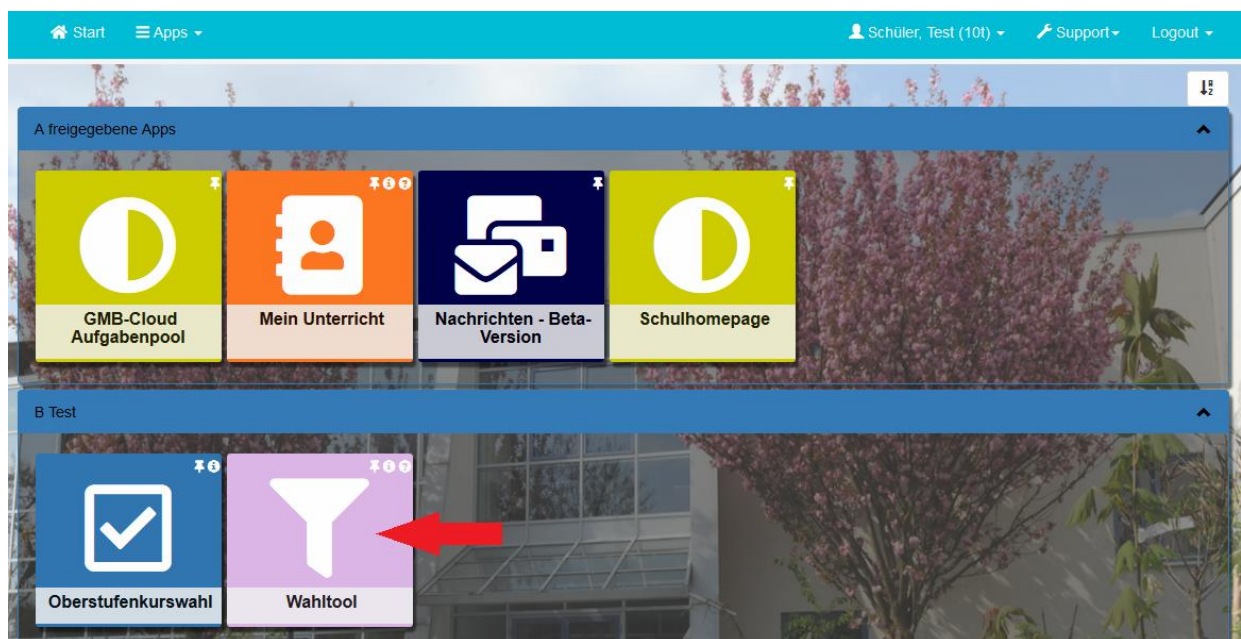 Start
Apps
Schüler, Test (10t)
Support
Logout
A freigegebene Apps
GMB-Cloud
Aufgabenpool
Mein Unterricht
Nachrichten - Beta-
Version
Schulhomepage
B Test
Oberstufenkurswahl
Wahltool